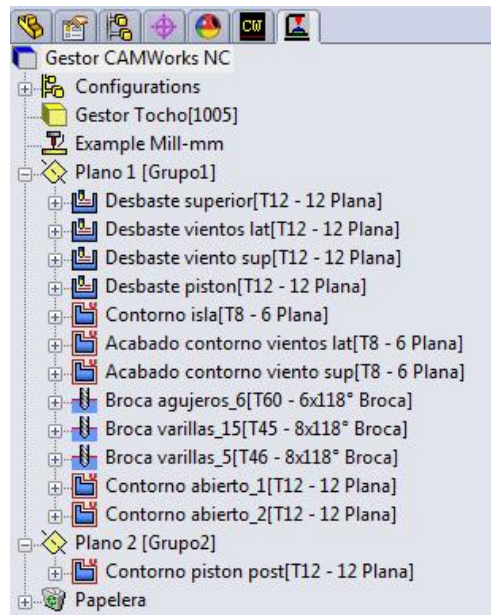 CW
Gestor CAMWorks NC
Configurations
Gestor Tocho[1005]
Example Mill-mm
Plano 1 [Grupo1]
Desbaste superior[T12 - 12 Plana]
Desbaste vientos lat[T12 - 12 Plana]
Desbaste viento sup[T12 - 12 Plana]
Desbaste piston[T12 - 12 Plana]
Contorno isla[T8 - 6 Plana]
Acabado contorno vientos lat[T8 - 6 Plana]
Acabado contorno viento sup[T8 - 6 Plana]
Broca agujeros_6[T60 - 6x118° Broca]
Broca varillas_15[T45 - 8x118° Broca]
Broca varillas_5[T46 - 8x118° Broca]
Contorno abierto_1[T12 - 12 Plana]
Contorno abierto_2[T12 - 12 Plana]
Plano 2 [Grupo2]
Contorno piston post[T12 - 12 Plana]
Papelera